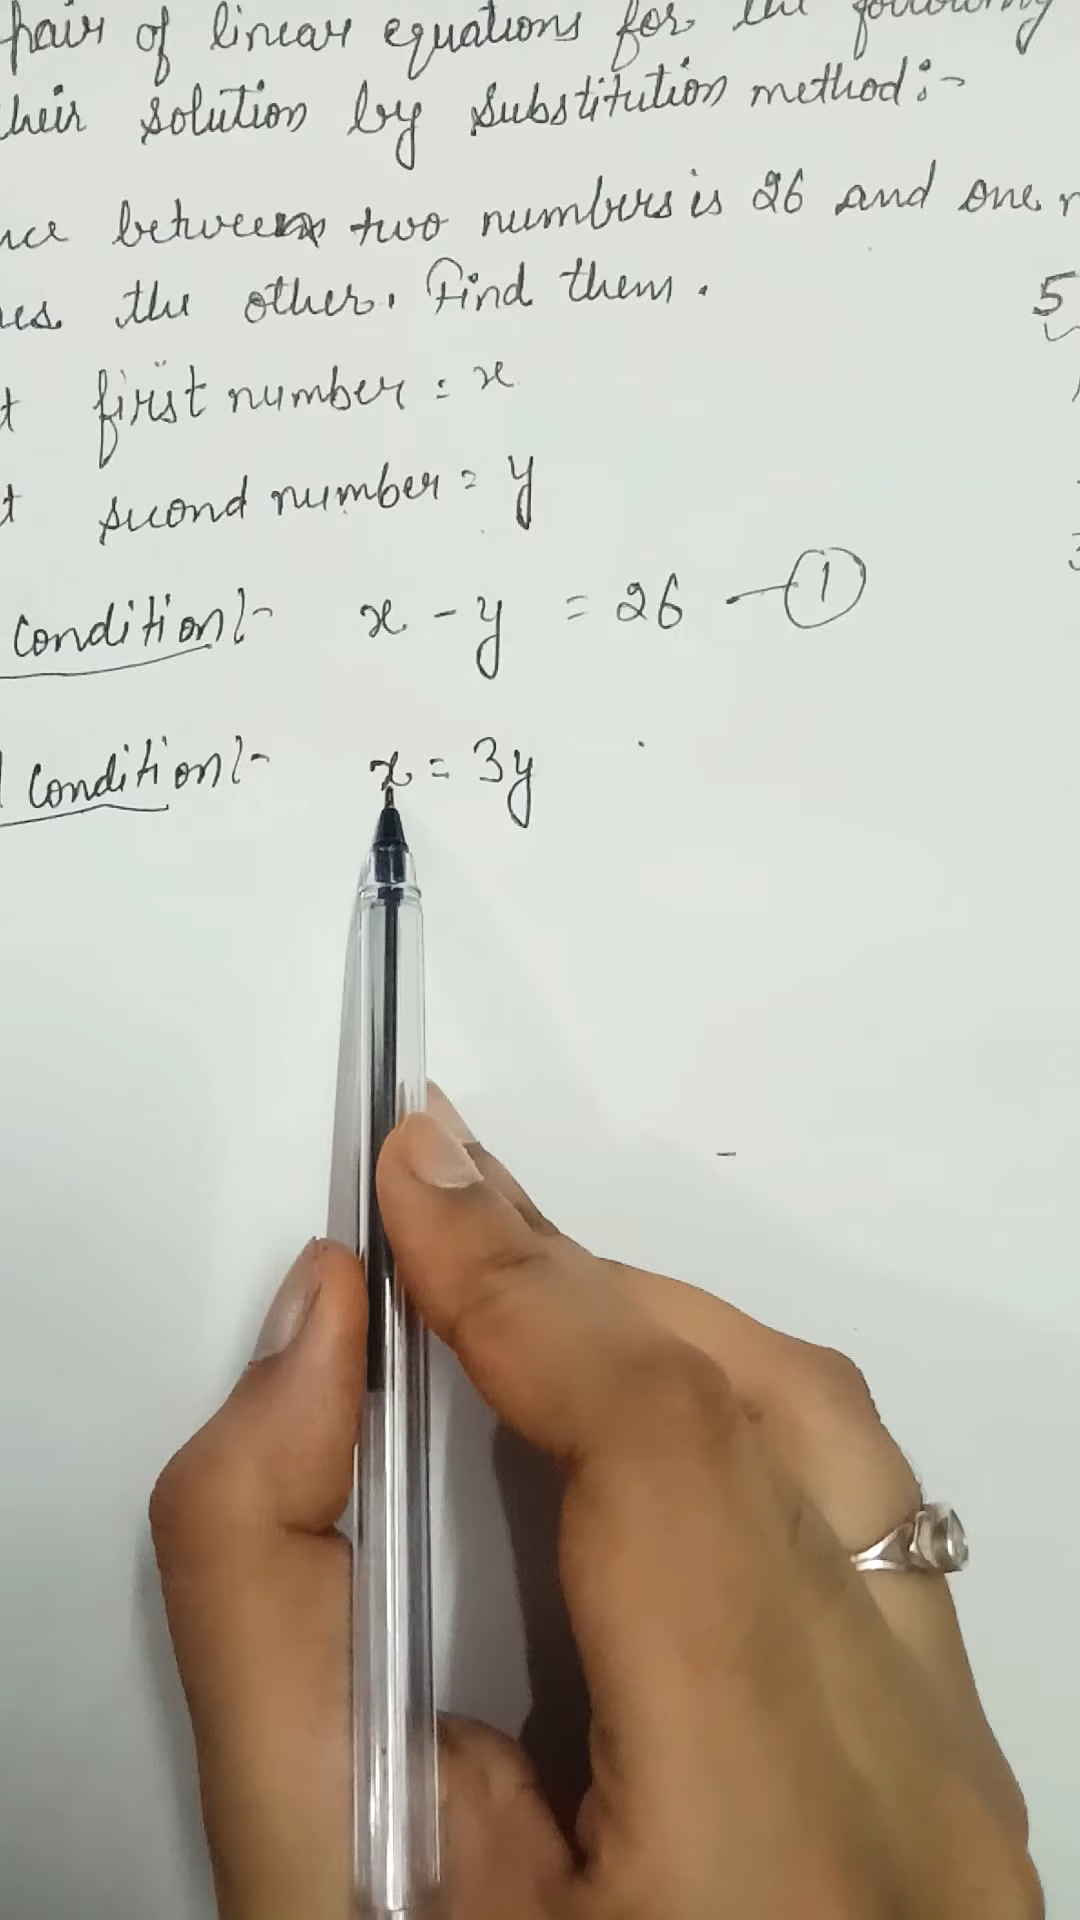 pair of linear equations for the following
their solution by substitution method:-
between two numbers is 26 and one
the other. Find them.
5
first number = x
second number = y
condition:- x - y = 26 — 1
condition:- x = 3y